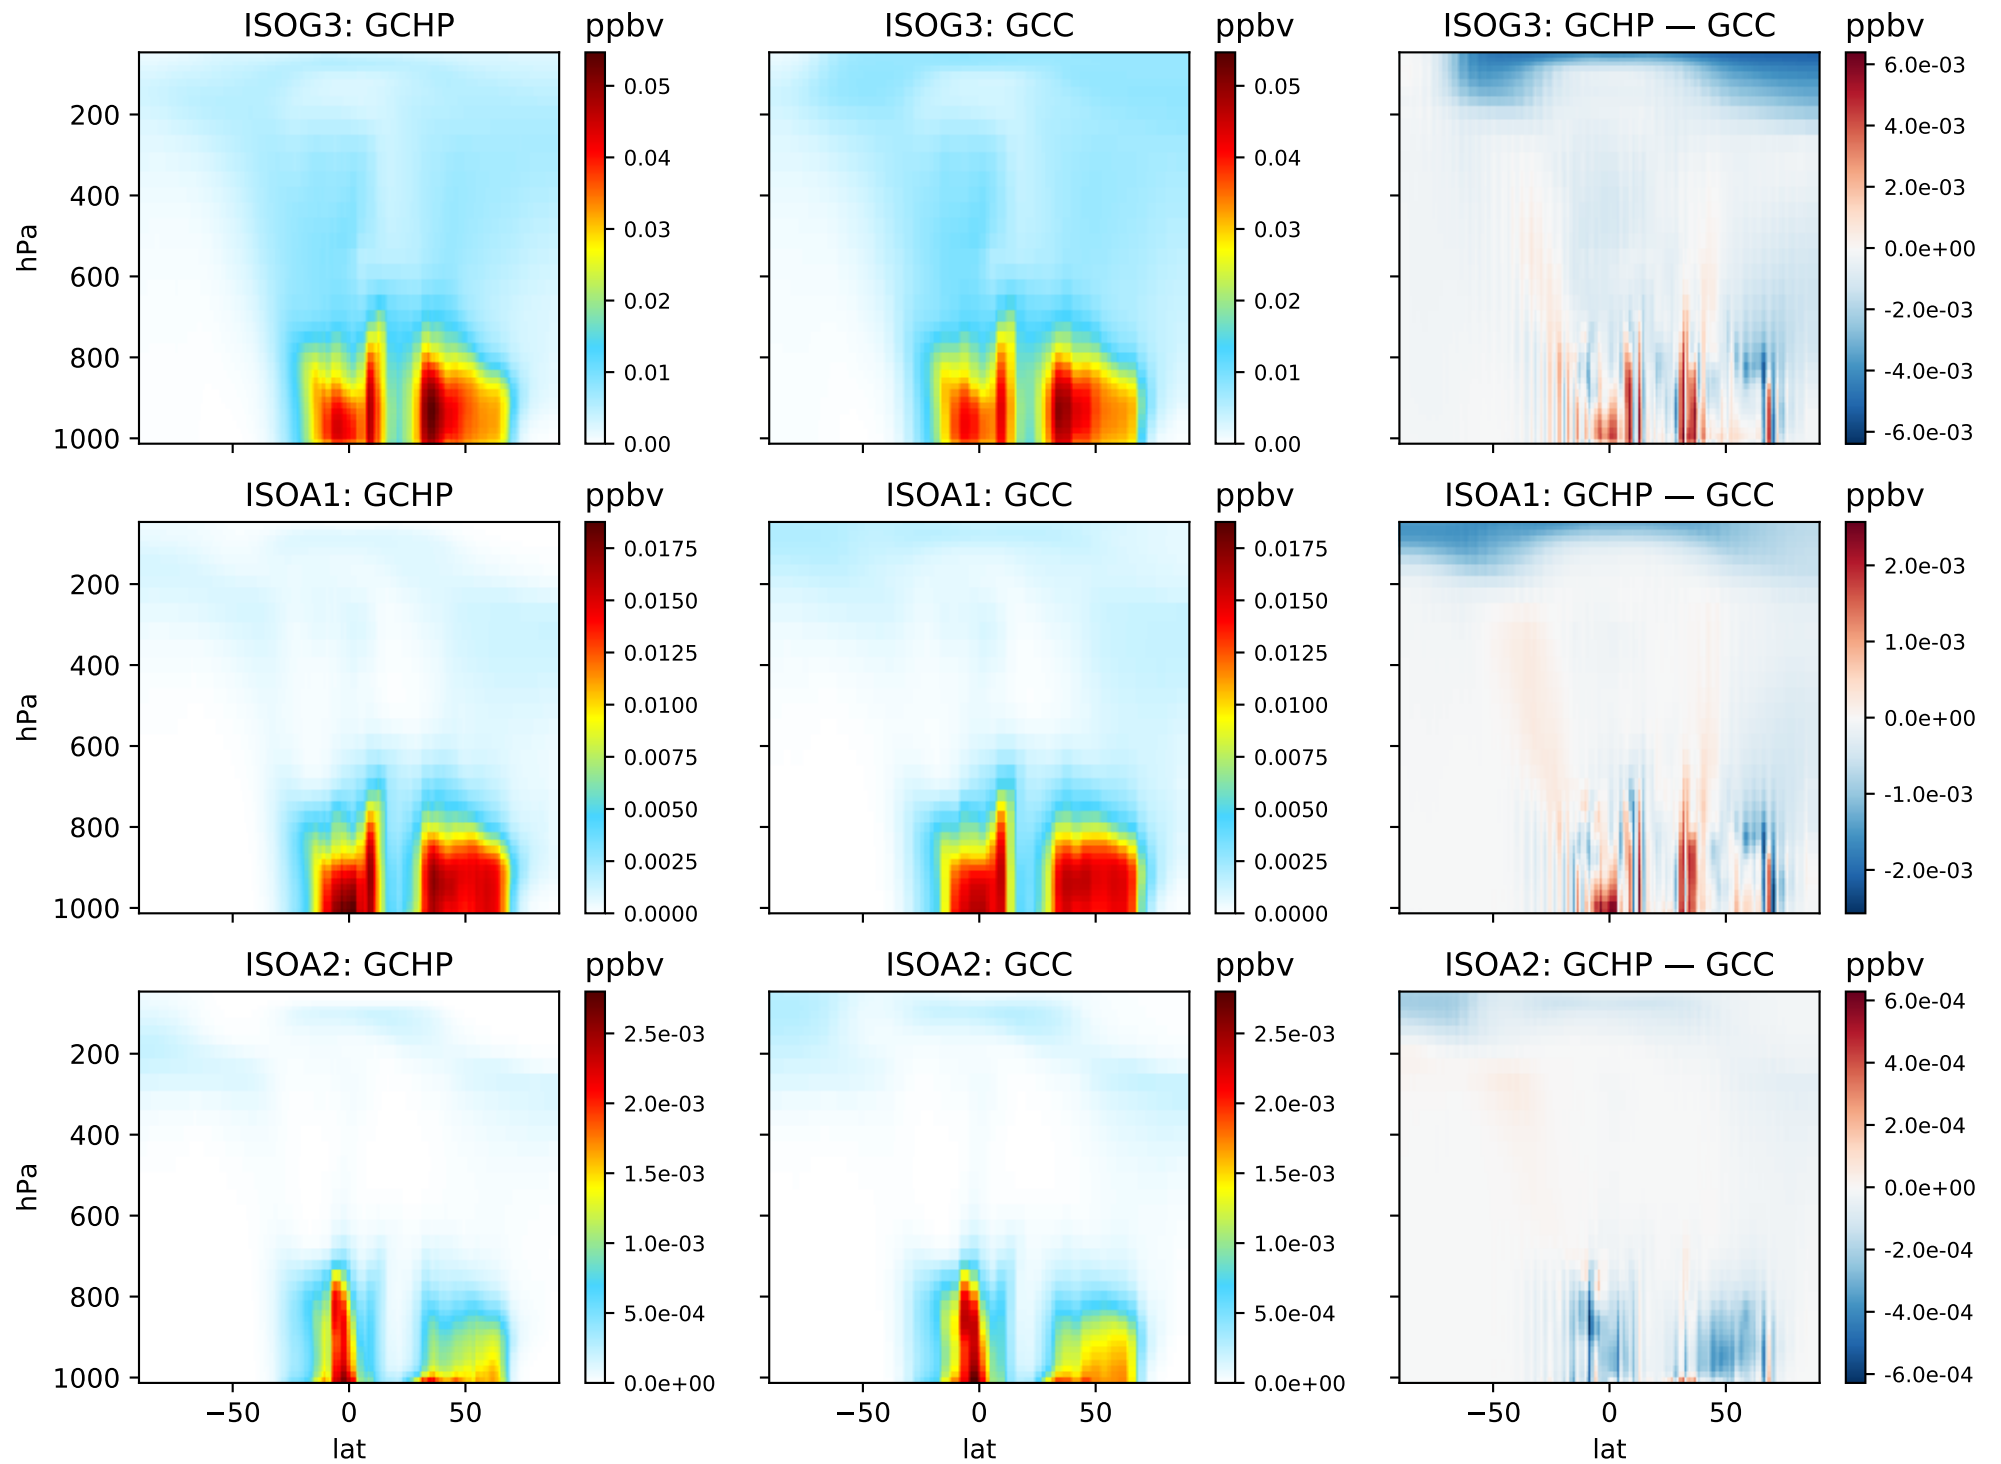 ISOG3: GCHP ppbv ISOG3: GCC ppbv ISOG3: GCHP — GCC ppbv
hPa
200
400
600
800
1000
0.05
0.04
0.03
0.02
0.01
0.00
0.05
0.04
0.03
0.02
0.01
0.00
6.0e-03
4.0e-03
2.0e-03
0.0e+00
-2.0e-03
-4.0e-03
-6.0e-03
ISOA1: GCHP ppbv ISOA1: GCC ppbv ISOA1: GCHP — GCC ppbv
hPa
200
400
600
800
1000
0.0175
0.0150
0.0125
0.0100
0.0075
0.0050
0.0025
0.0000
0.0175
0.0150
0.0125
0.0100
0.0075
0.0050
0.0025
0.0000
2.0e-03
1.0e-03
0.0e+00
-1.0e-03
-2.0e-03
ISOA2: GCHP ppbv ISOA2: GCC ppbv ISOA2: GCHP — GCC ppbv
hPa
200
400
600
800
1000
2.5e-03
2.0e-03
1.5e-03
1.0e-03
5.0e-04
0.0e+00
2.5e-03
2.0e-03
1.5e-03
1.0e-03
5.0e-04
0.0e+00
6.0e-04
4.0e-04
2.0e-04
0.0e+00
-2.0e-04
-4.0e-04
-6.0e-04
−50 0 50 −50 0 50 −50 0 50
lat lat lat